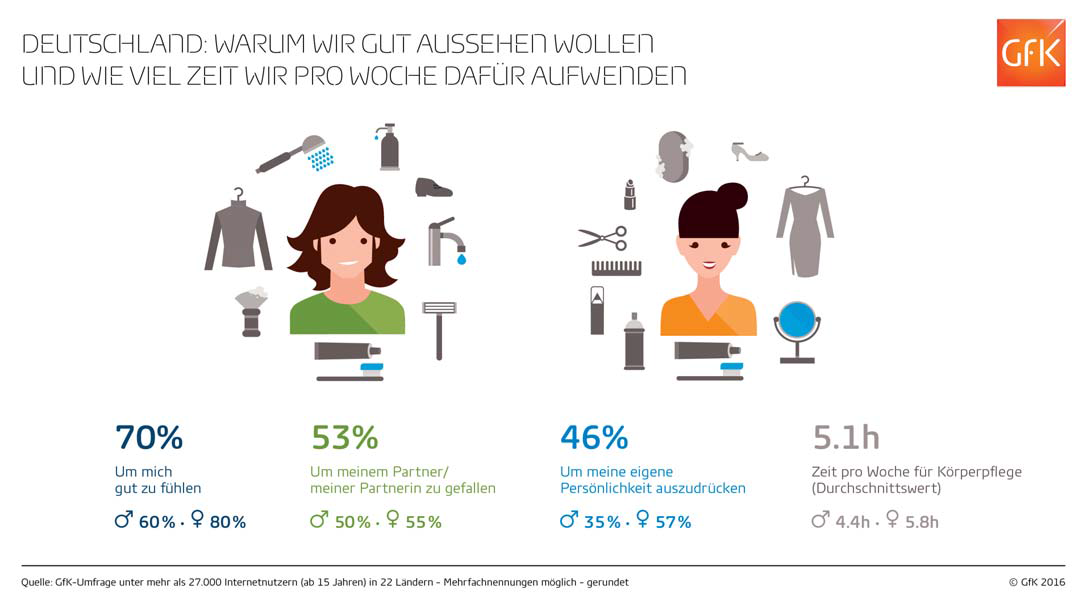 DEUTSCHLAND: WARUM WIR GUT AUSSEHEN WOLLEN
UND WIE VIEL ZEIT WIR PRO WOCHE DAFÜR AUFWENDEN
GfK
70%
Um mich
gut zu fühlen
♂ 60% · ♀ 80%
53%
Um meinem Partner/
meiner Partnerin zu gefallen
♂ 50% · ♀ 55%
46%
Um meine eigene
Persönlichkeit auszudrücken
♂ 35% · ♀ 57%
5.1h
Zeit pro Woche für Körperpflege
(Durchschnittswert)
♂ 4.4h · ♀ 5.8h
Quelle: GfK-Umfrage unter mehr als 27.000 Internetnutzern (ab 15 Jahren) in 22 Ländern – Mehrfachnennungen möglich – gerundet
© GfK 2016